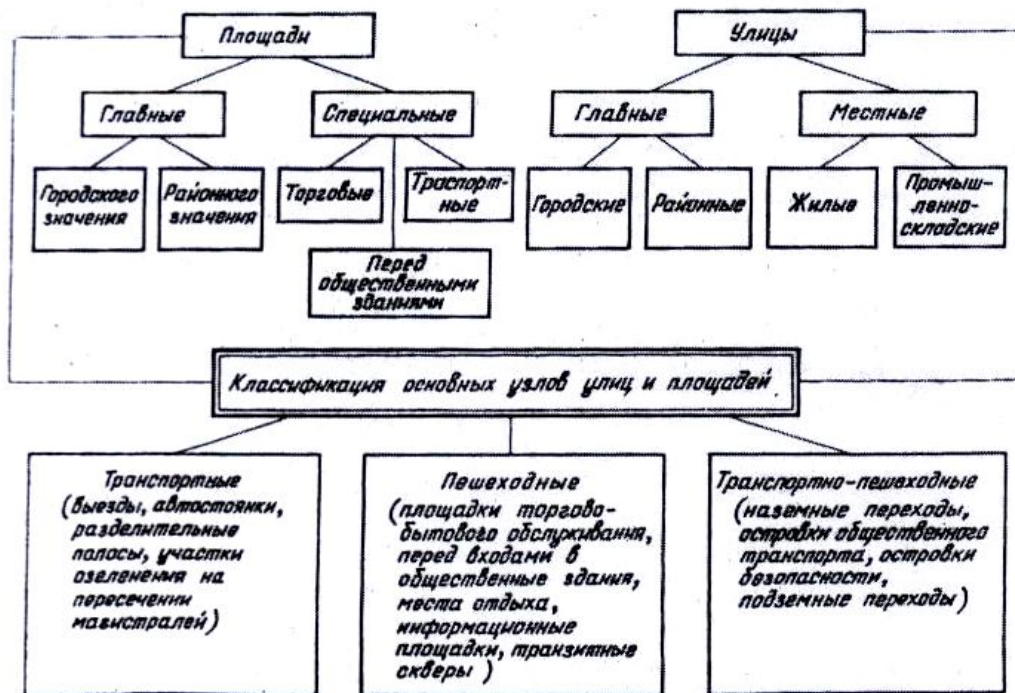 Площади
Улицы
Главные
Специальные
Главные
Местные
Городского
значения
Районного
значения
Торговые
Траспорт-
ные
Городские
Районные
Жилые
Промыш-
ленно-
складские
Перед
общественными
зданиями
Классификация основных узлов улиц и площадей
Транспортные
(выезды, автостоянки,
разделительные
полосы, участки
озеленения на
пересечении
магистралей)
Пешеходные
(площадки торгово-
бытового обслуживания,
перед входами в
общественные здания,
места отдыха,
информационные
площадки, транзитные
скверы)
Транспортно-пешеходные
(наземные переходы,
островки общественного
транспорта, островки
безопасности,
подземные переходы)